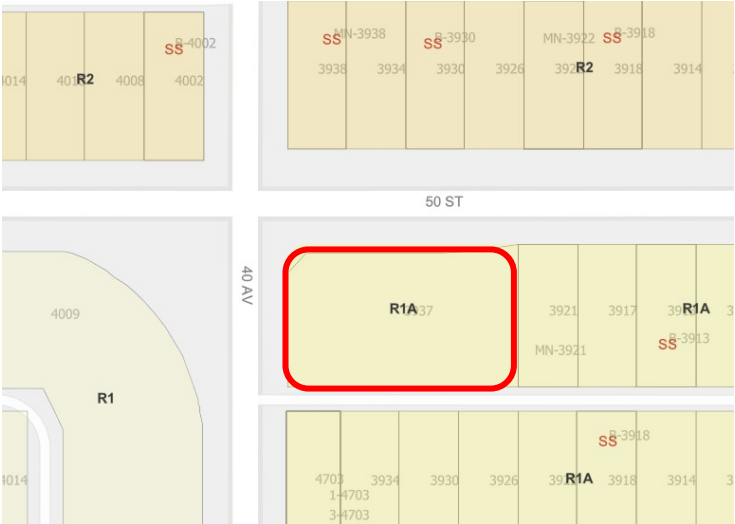 B-4002
SS
4014
R2
4008
4002
MN-3938
SS
B-3930
SS
MN-3922
SS
B-3918
3938
3934
3930
3926
R2
3918
3914
50 ST
40 AV
4009
R1
R1A
3937
3921
3917
R1A
MN-3921
SS
B-3913
4014
SS
B-3918
4703
3934
3930
3926
R1A
3918
3914
1-4703
3-4703